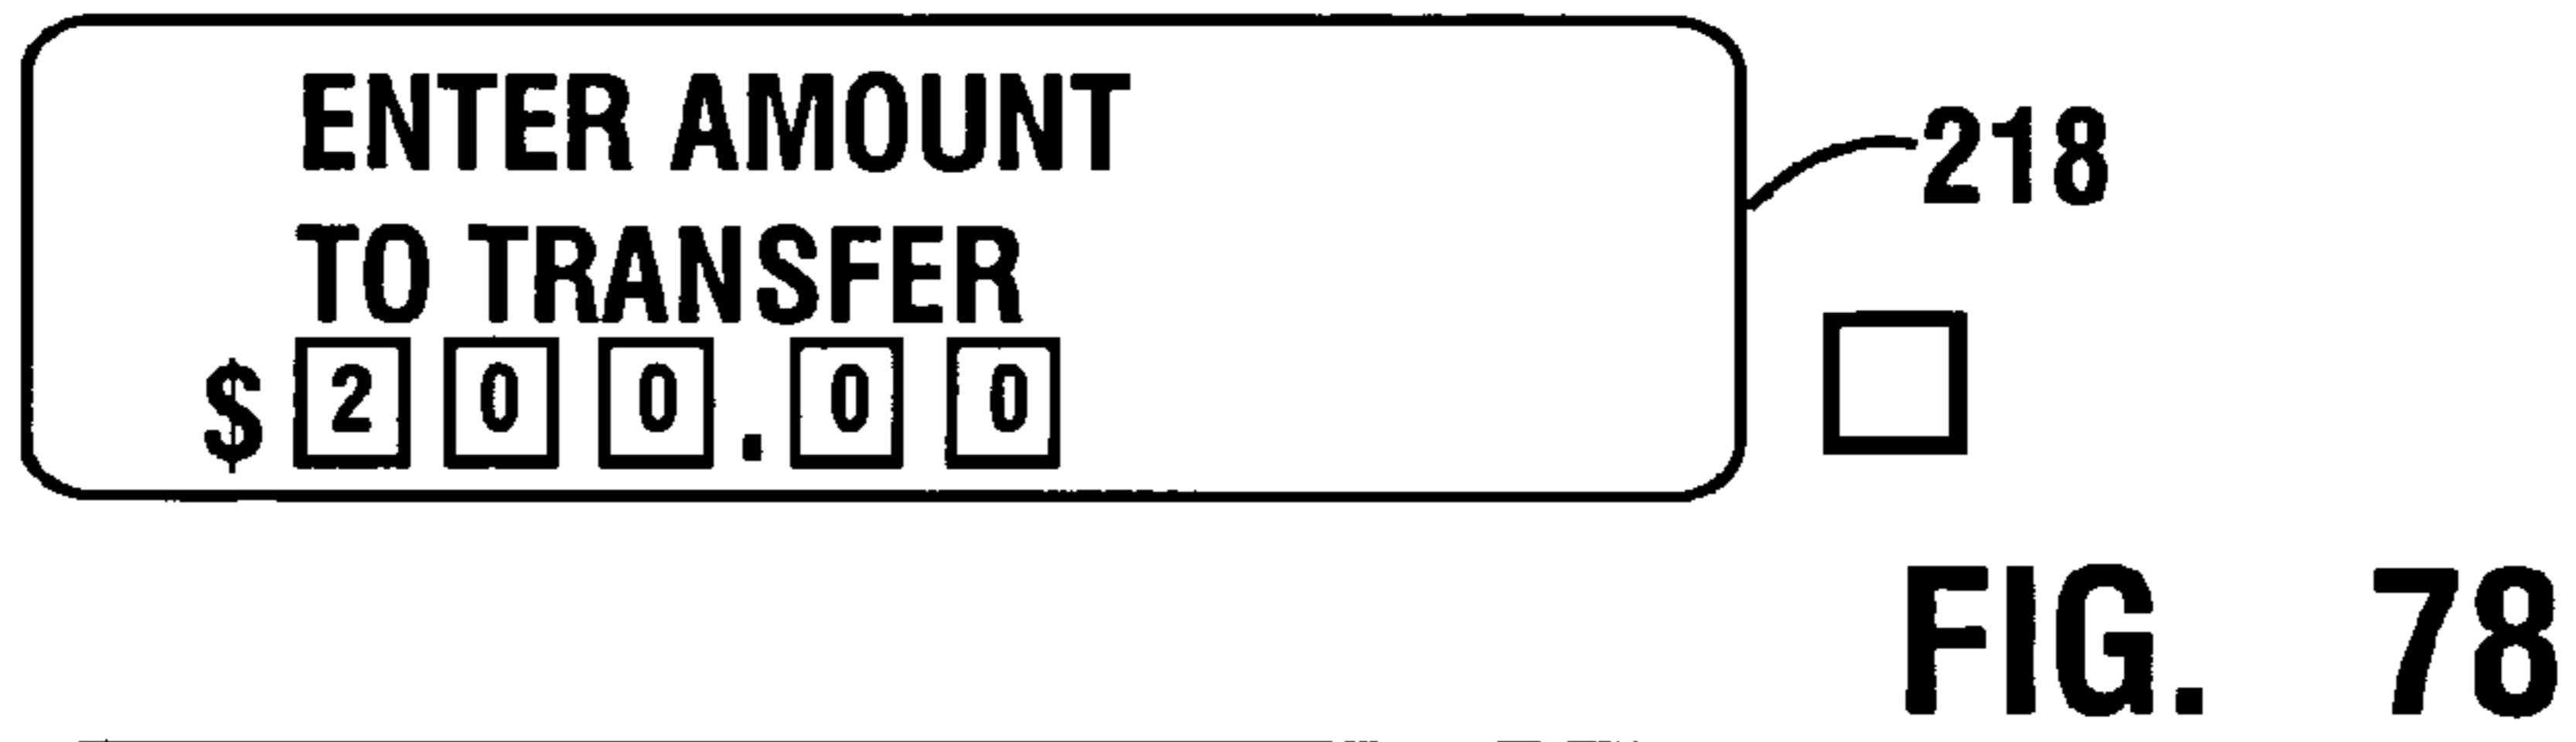 ENTER AMOUNT
TO TRANSFER
$ 2 0 0 . 0 0
218
FIG. 78